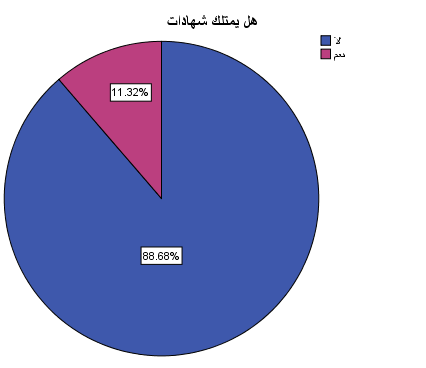 هل يمتلك شهادات
لا
نعم
11.32%
88.68%